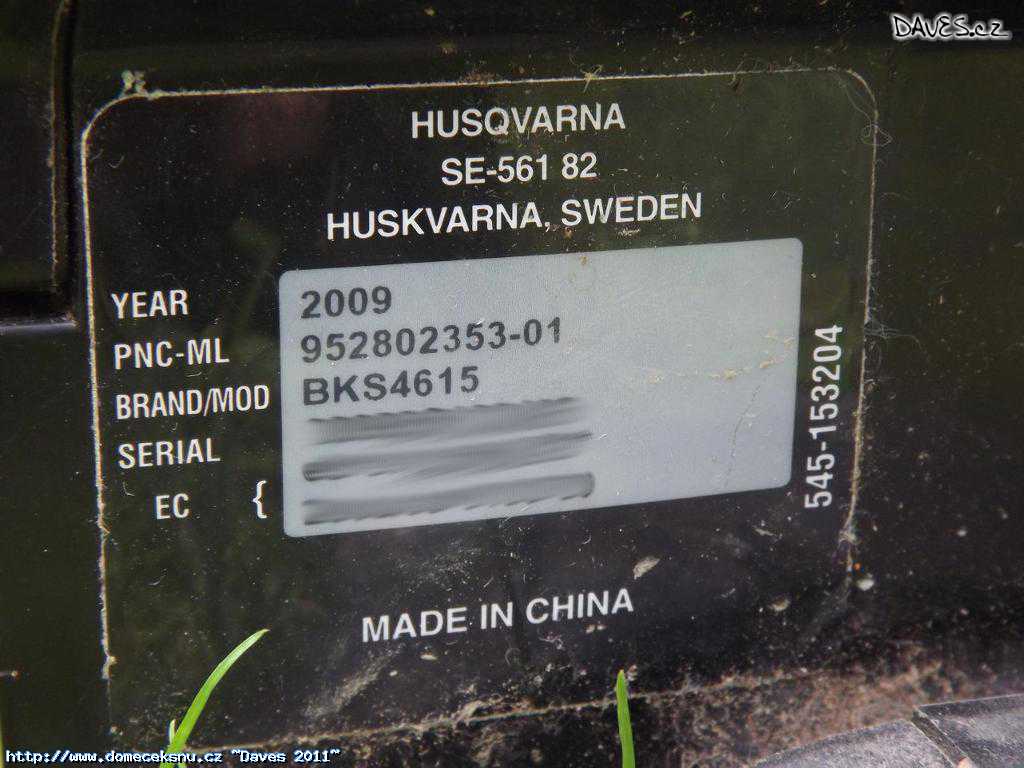 DAVES.cz
HUSQVARNA
SE-561 82
HUSKVARNA, SWEDEN
YEAR 2009
PNC-ML 952802353-01
BRAND/MOD BKS4615
SERIAL
EC {
545-153204
MADE IN CHINA
http://www.domeceksnu.cz ~Daves 2011~